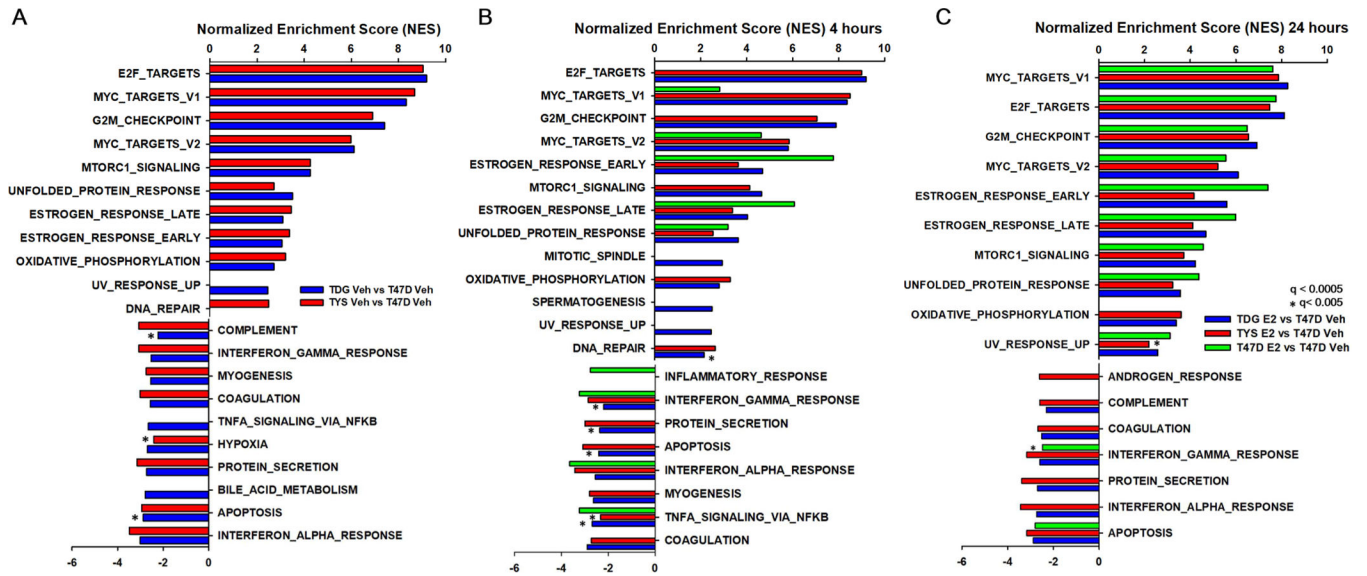 A
Normalized Enrichment Score (NES)
0 2 4 6 8 10
E2F_TARGETS
MYC_TARGETS_V1
G2M_CHECKPOINT
MYC_TARGETS_V2
MTORC1_SIGNALING
UNFOLDED_PROTEIN_RESPONSE
ESTROGEN_RESPONSE_LATE
ESTROGEN_RESPONSE_EARLY
OXIDATIVE_PHOSPHORYLATION
UV_RESPONSE_UP
DNA_REPAIR
TDG Veh vs T47D Veh
TYS Veh vs T47D Veh
COMPLEMENT
*
INTERFERON_GAMMA_RESPONSE
MYOGENESIS
COAGULATION
TNFA_SIGNALING_VIA_NFKB
* HYPOXIA
PROTEIN_SECRETION
BILE_ACID_METABOLISM
APOPTOSIS
*
INTERFERON_ALPHA_RESPONSE
-6 -4 -2 0
B
Normalized Enrichment Score (NES) 4 hours
0 2 4 6 8 10
E2F_TARGETS
MYC_TARGETS_V1
G2M_CHECKPOINT
MYC_TARGETS_V2
ESTROGEN_RESPONSE_EARLY
MTORC1_SIGNALING
ESTROGEN_RESPONSE_LATE
UNFOLDED_PROTEIN_RESPONSE
MITOTIC_SPINDLE
OXIDATIVE_PHOSPHORYLATION
SPERMATOGENESIS
UV_RESPONSE_UP
DNA_REPAIR
*
INFLAMMATORY_RESPONSE
INTERFERON_GAMMA_RESPONSE
*
PROTEIN_SECRETION
*
APOPTOSIS
*
INTERFERON_ALPHA_RESPONSE
MYOGENESIS
* TNFA_SIGNALING_VIA_NFKB
*
COAGULATION
-6 -4 -2 0
C
Normalized Enrichment Score (NES) 24 hours
0 2 4 6 8 10
MYC_TARGETS_V1
E2F_TARGETS
G2M_CHECKPOINT
MYC_TARGETS_V2
ESTROGEN_RESPONSE_EARLY
ESTROGEN_RESPONSE_LATE
MTORC1_SIGNALING
UNFOLDED_PROTEIN_RESPONSE
OXIDATIVE_PHOSPHORYLATION
UV_RESPONSE_UP *
q < 0.0005
* q< 0.005
TDG E2 vs T47D Veh
TYS E2 vs T47D Veh
T47D E2 vs T47D Veh
ANDROGEN_RESPONSE
COMPLEMENT
COAGULATION
*
INTERFERON_GAMMA_RESPONSE
PROTEIN_SECRETION
INTERFERON_ALPHA_RESPONSE
APOPTOSIS
-6 -4 -2 0